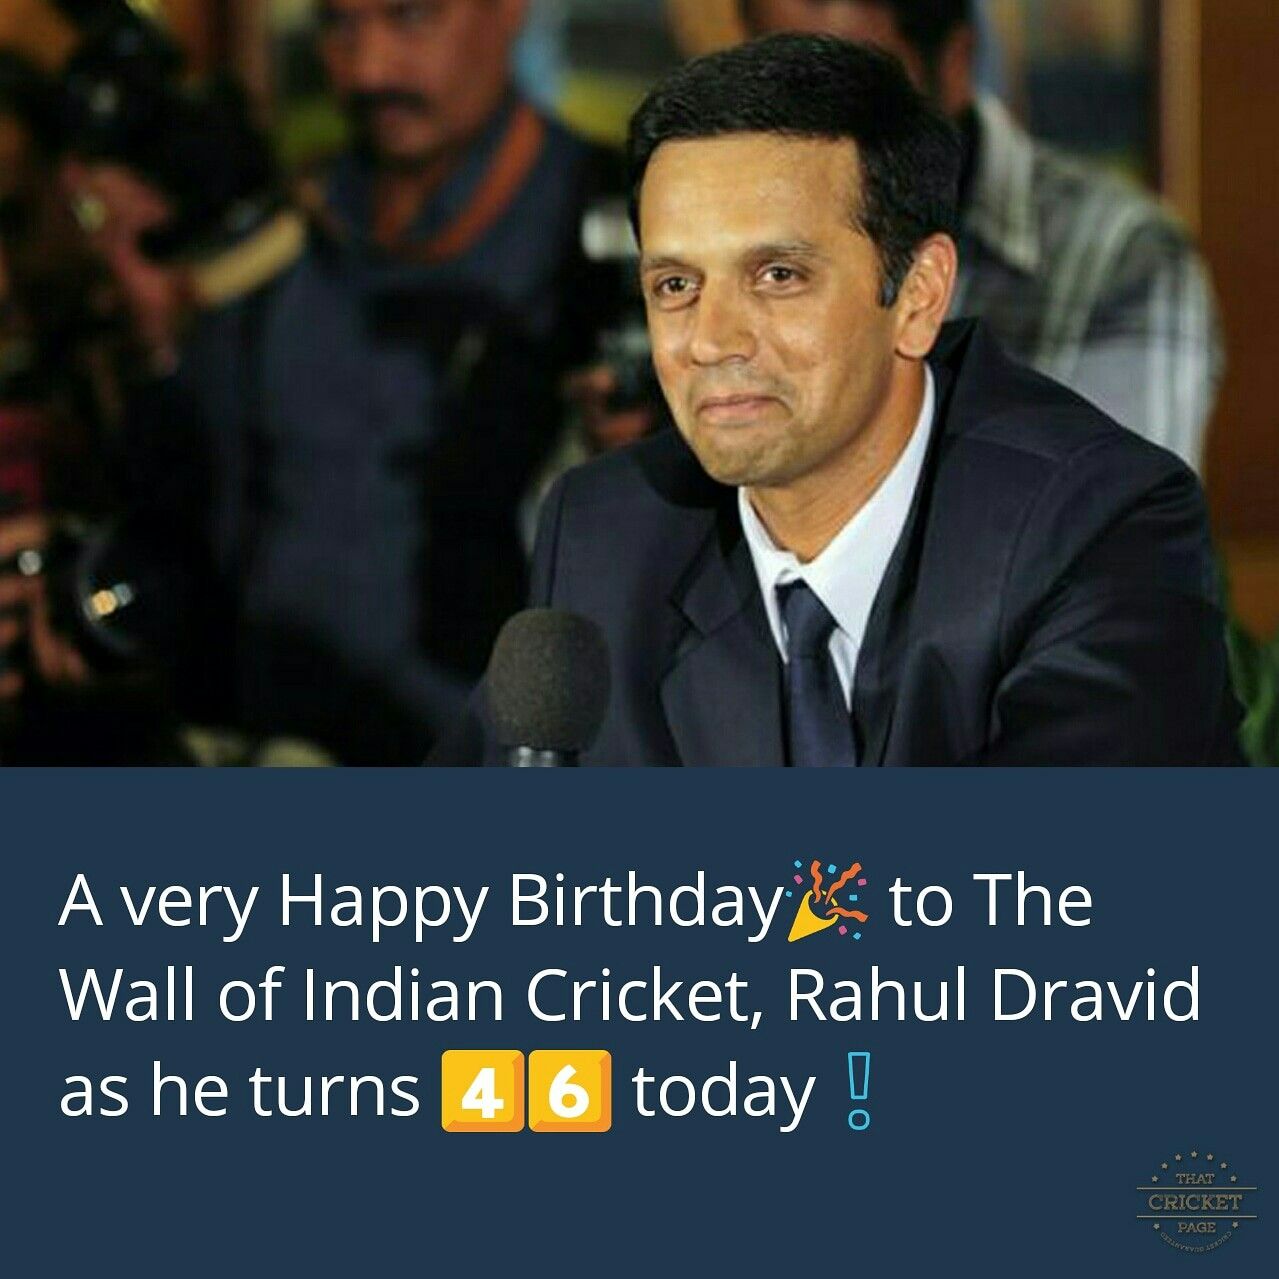 A very Happy Birthday🎉 to The
Wall of Indian Cricket, Rahul Dravid
as he turns 4️⃣6️⃣ today❕
THAT
CRICKET
PAGE